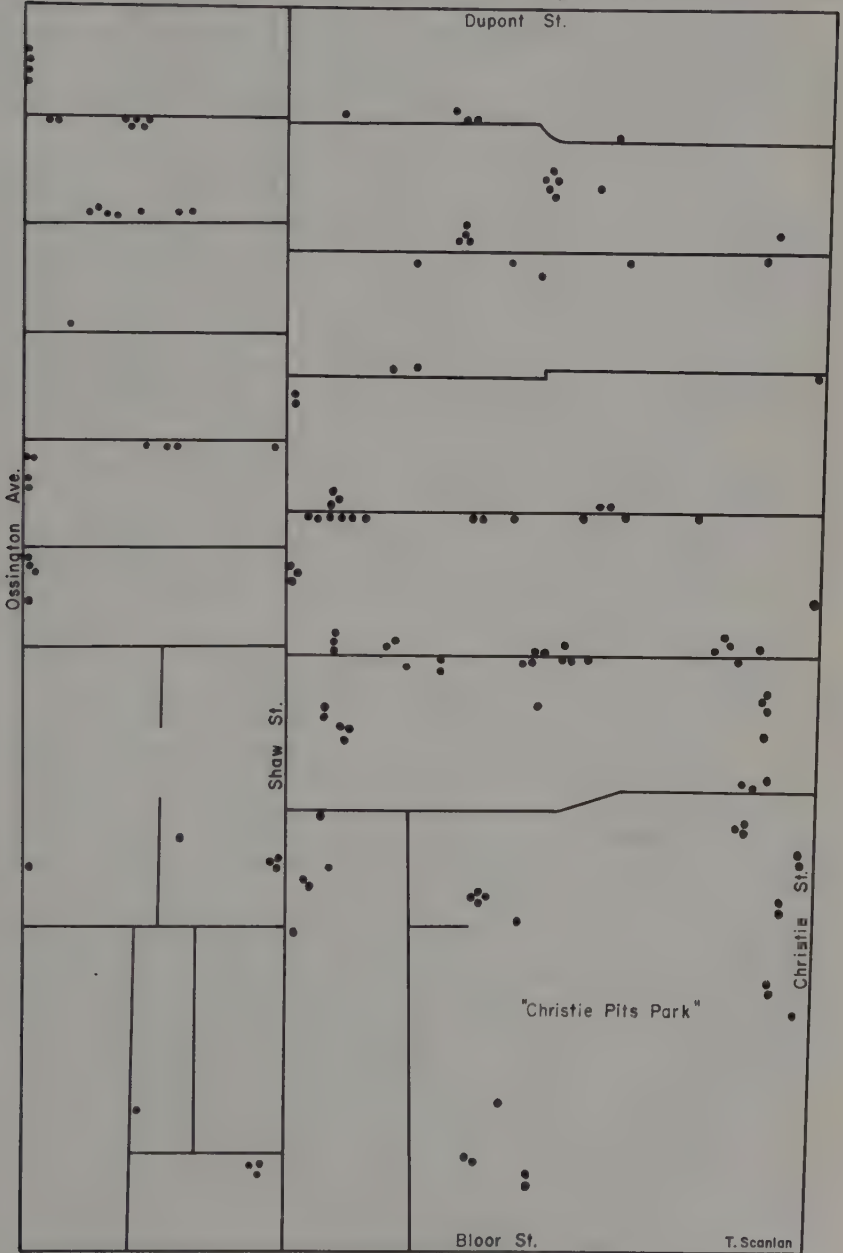 Dupont St.
Ossington Ave.
Shaw St.
Christie St.
"Christie Pits Park"
Bloor St.
T. Scanlan